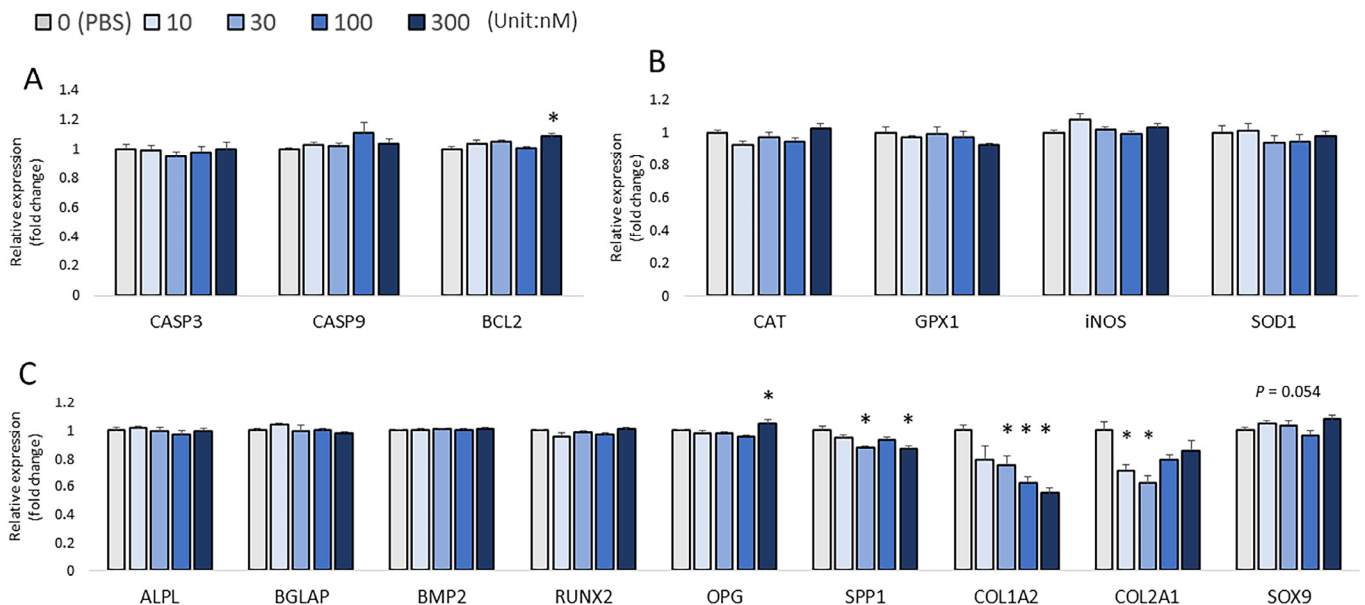 0 (PBS) 10 30 100 300 (Unit:nM)
A
1.4
1.2
1
0.8
0.6
0.4
0.2
0
Relative expression
(fold change)
*
CASP3 CASP9 BCL2
B
1.2
1
0.8
0.6
0.4
0.2
0
Relative expression
(fold change)
CAT GPX1 iNOS SOD1
C
1.2
1
0.8
0.6
0.4
0.2
0
Relative expression
(fold change)
* * * * * * * *
P = 0.054
ALPL BGLAP BMP2 RUNX2 OPG SPP1 COL1A2 COL2A1 SOX9